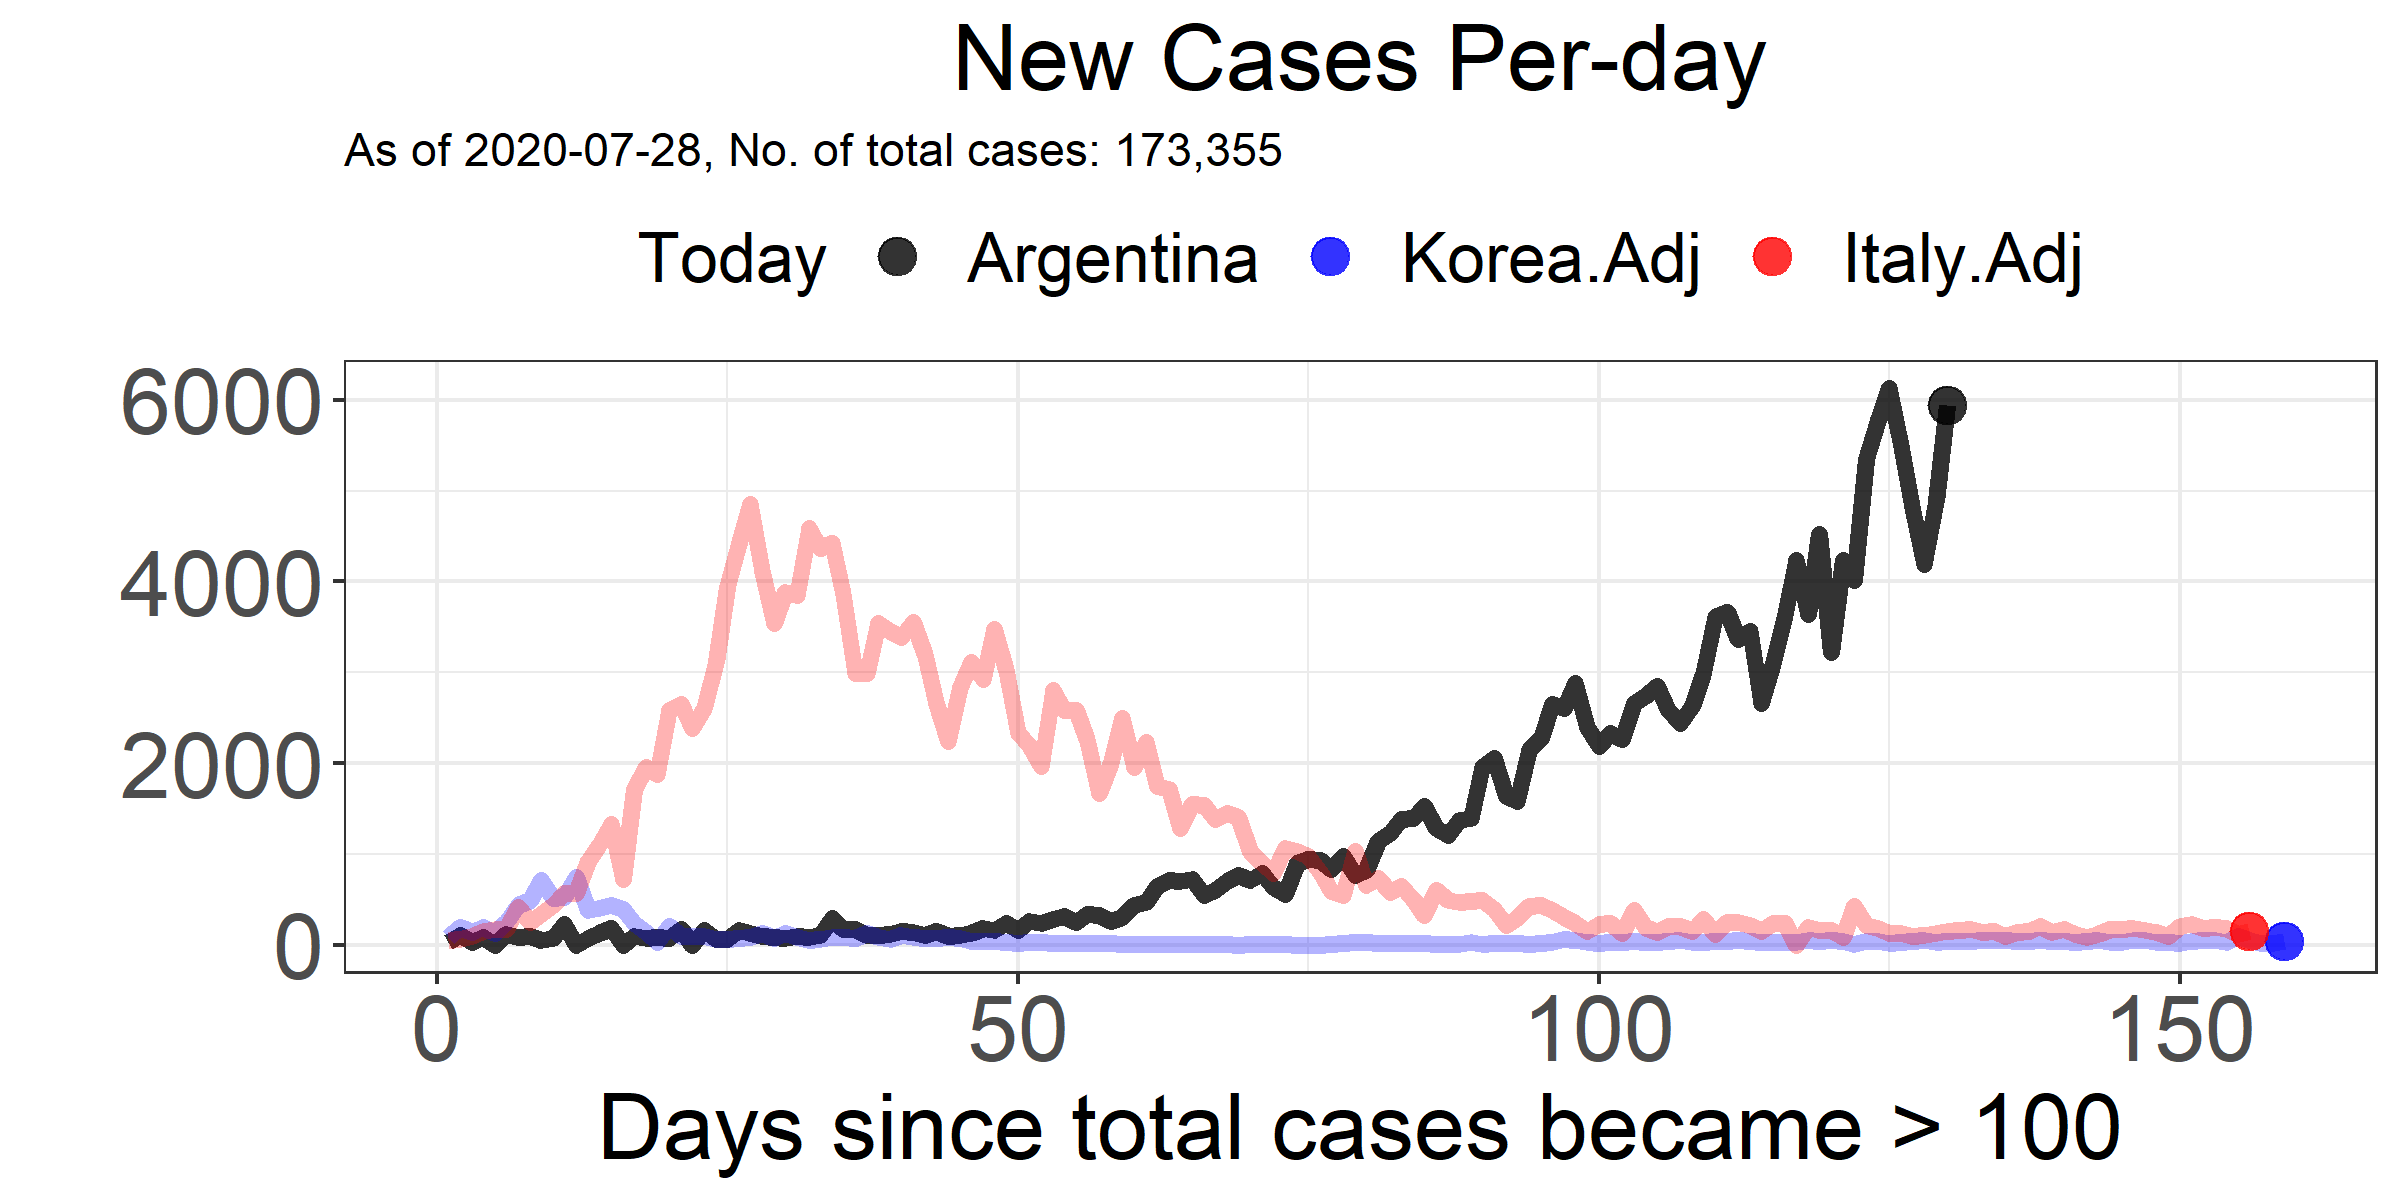 New Cases Per-day
As of 2020-07-28, No. of total cases: 173,355
Today Argentina Korea.Adj Italy.Adj
6000
4000
2000
0
0 50 100 150
Days since total cases became > 100